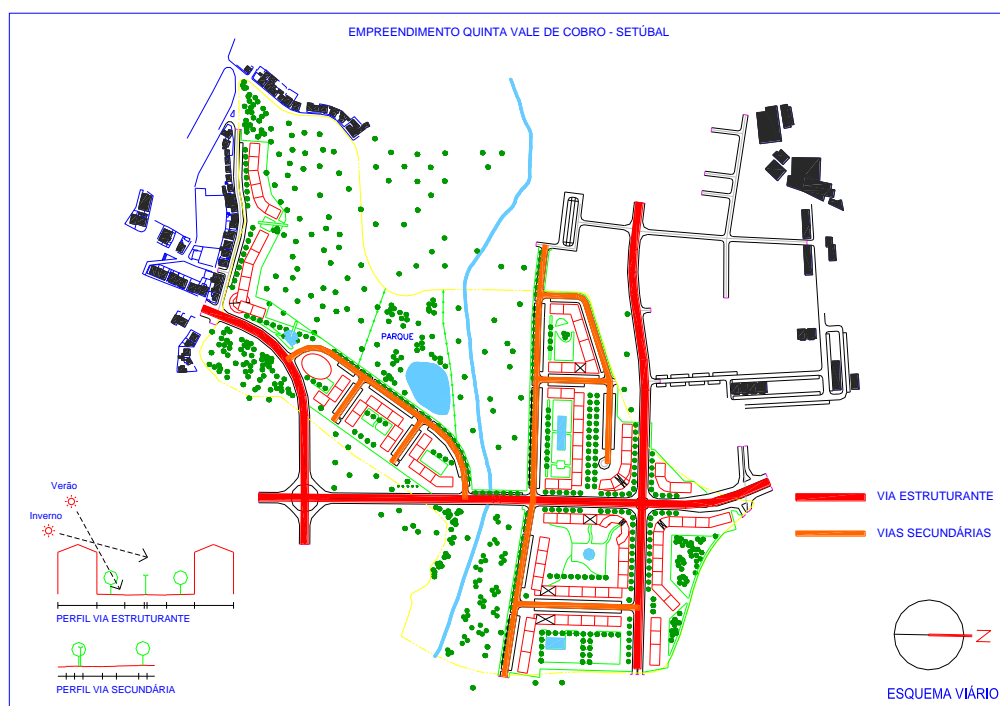 EMPREENDIMENTO QUINTA VALE DE COBRO - SETÚBAL
PARQUE
Verão
Inverno
PERFIL VIA ESTRUTURANTE
PERFIL VIA SECUNDÁRIA
VIA ESTRUTURANTE
VIAS SECUNDÁRIAS
N
ESQUEMA VIÁRIO